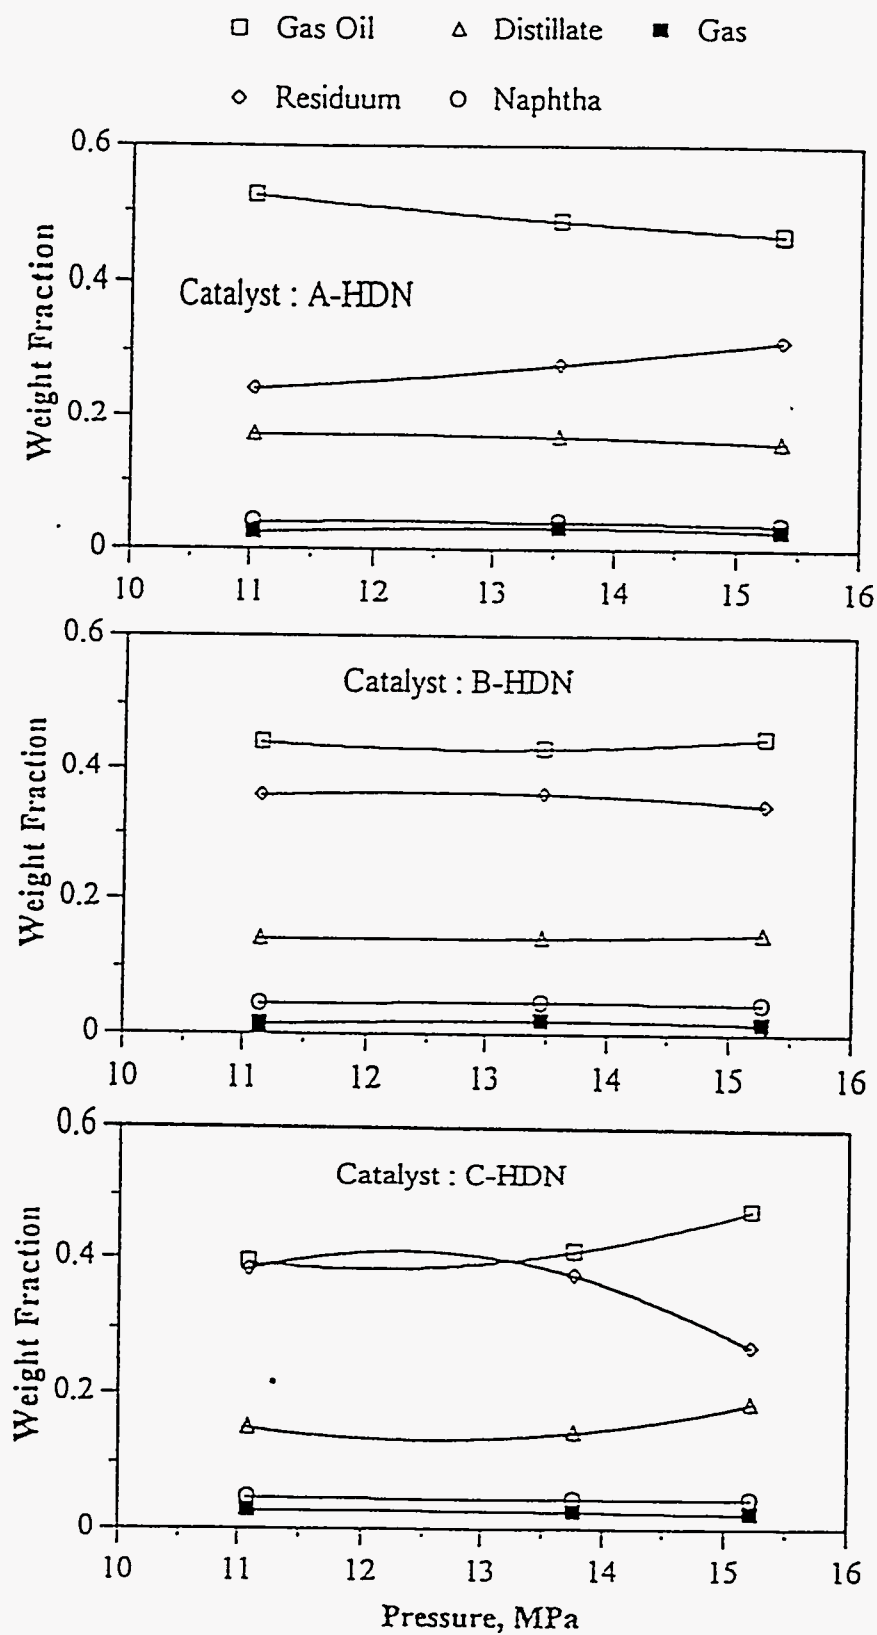 □ Gas Oil △ Distillate ■ Gas
◇ Residuum ○ Naphtha
0.6
0.4
0.2
0
Weight Fraction
Catalyst : A-HDN
10 11 12 13 14 15 16
0.6
0.4
0.2
0
Weight Fraction
Catalyst : B-HDN
10 11 12 13 14 15 16
0.6
0.4
0.2
0
Weight Fraction
Catalyst : C-HDN
10 11 12 13 14 15 16
Pressure, MPa